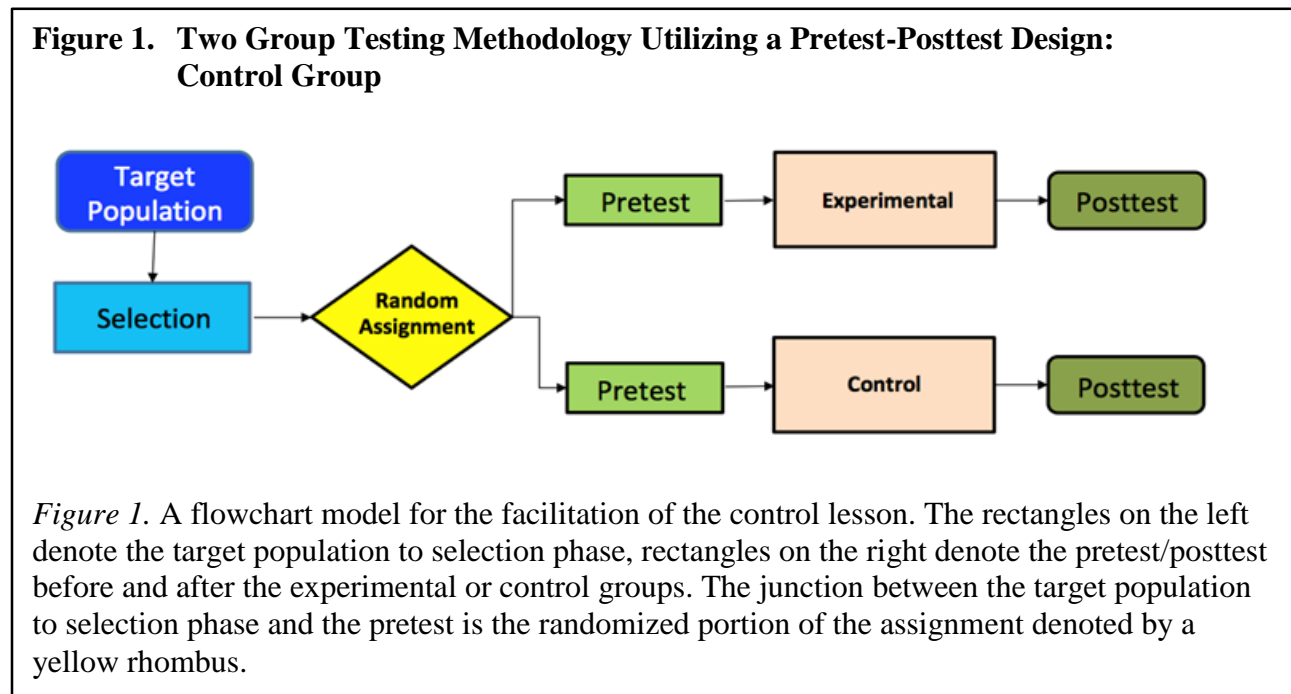 Figure 1. Two Group Testing Methodology Utilizing a Pretest-Posttest Design:
Control Group
Target
Population
Selection
Random
Assignment
Pretest
Experimental
Posttest
Pretest
Control
Posttest
Figure 1. A flowchart model for the facilitation of the control lesson. The rectangles on the left
denote the target population to selection phase, rectangles on the right denote the pretest/posttest
before and after the experimental or control groups. The junction between the target population
to selection phase and the pretest is the randomized portion of the assignment denoted by a
yellow rhombus.